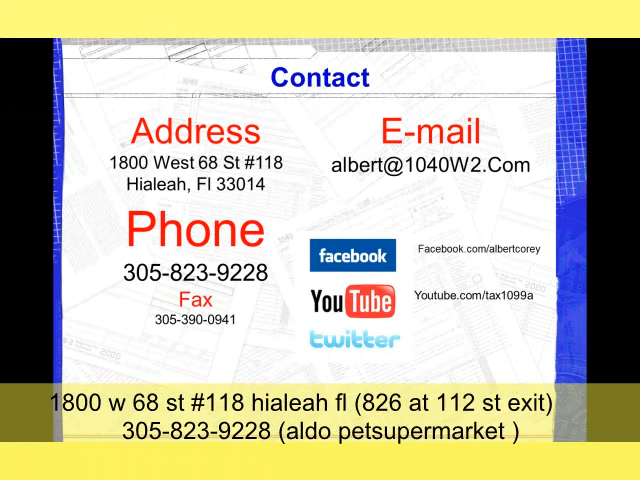 Contact
Address
1800 West 68 St #118
Hialeah, Fl 33014
E-mail
albert@1040W2.Com
Phone
305-823-9228
Fax
305-390-0941
facebook
Facebook.com/albertcorey
YouTube
Youtube.com/tax1099a
twitter
1800 w 68 st #118 hialeah fl (826 at 112 st exit)
305-823-9228 (aldo petsupermarket )